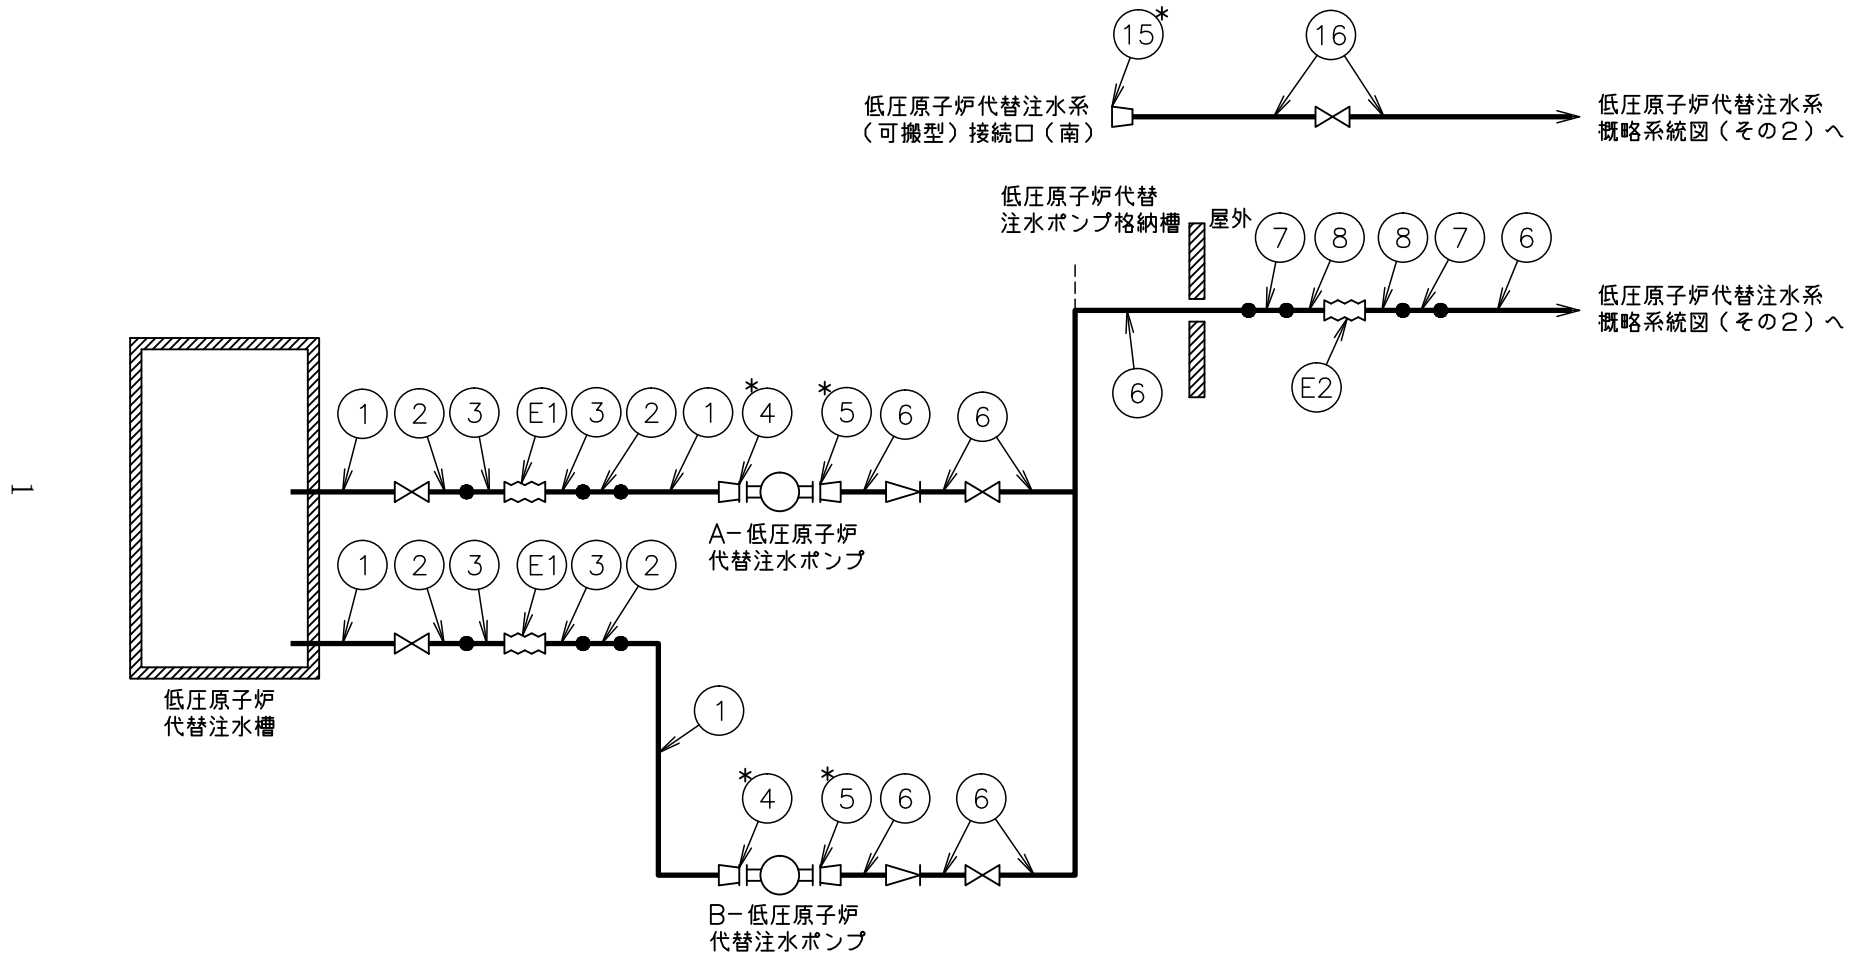 15* 16
低圧原子炉代替注水系
(可搬型)接続口(南)
低圧原子炉代替注水系
概略系統図(その2)へ
低圧原子炉代替
注水ポンプ格納槽
屋外
7 8 8 7 6
低圧原子炉代替注水系
概略系統図(その2)へ
6
E2
1 2 3 E1 3 2 1 *4 *5 6 6
A-低圧原子炉
代替注水ポンプ
1
1 2 3 E1 3 2
低圧原子炉
代替注水槽
1
*4 *5 6 6
B-低圧原子炉
代替注水ポンプ